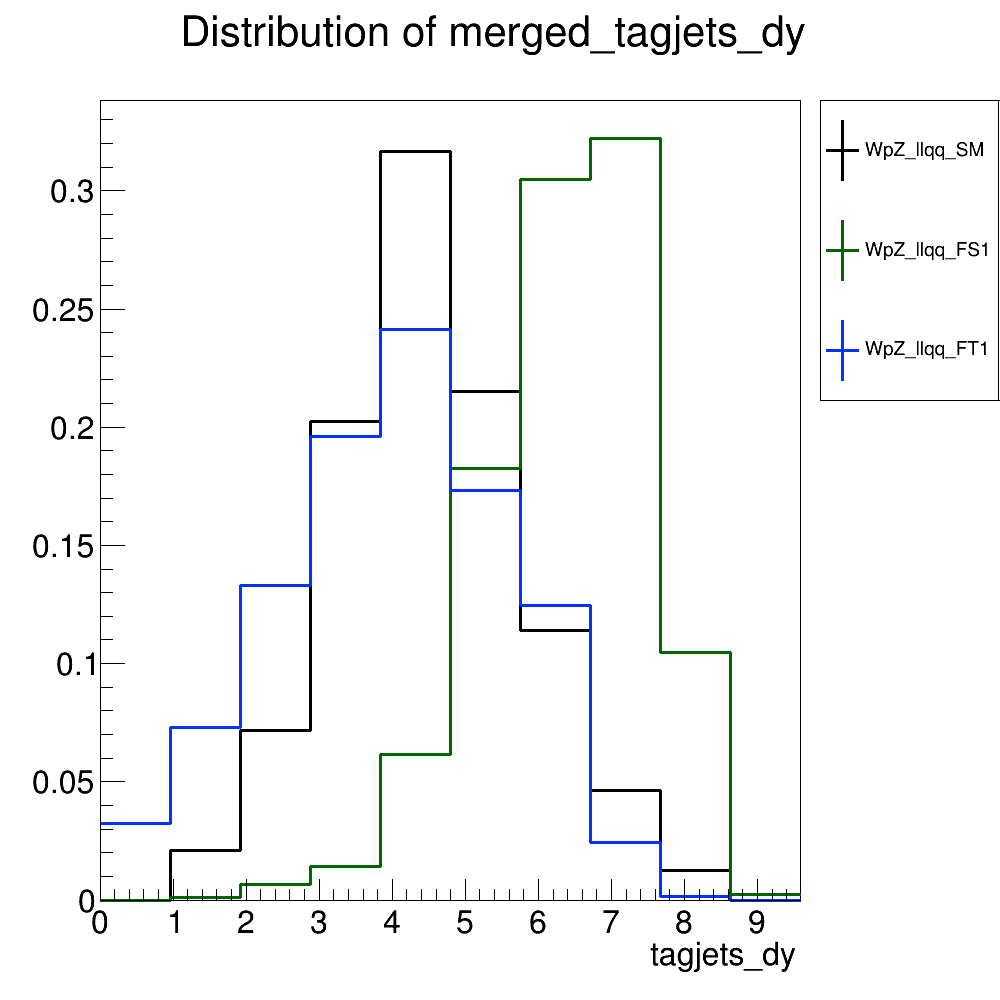 Distribution of merged_tagjets_dy
WpZ_llqq_SM
WpZ_llqq_FS1
WpZ_llqq_FT1
0.3
0.25
0.2
0.15
0.1
0.05
0
0 1 2 3 4 5 6 7 8 9
tagjets_dy